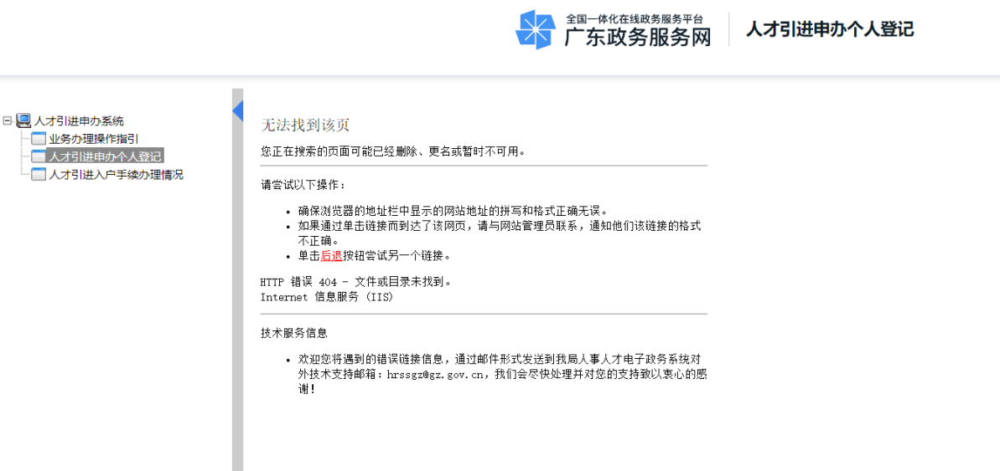 全国一体化在线政务服务平台
广东政务服务网
人才引进申办个人登记
人才引进申办系统
业务办理操作指引
人才引进申办个人登记
人才引进入户手续办理情况
无法找到该页
您正在搜索的页面可能已经删除、更名或暂时不可用。
请尝试以下操作：
确保浏览器的地址栏中显示的网站地址的拼写和格式正确无误。
如果通过单击链接而到达了该网页，请与网站管理员联系，通知他们该链接的格式
不正确。
单击后退按钮尝试另一个链接。
HTTP 错误 404 - 文件或目录未找到。
Internet 信息服务 (IIS)
技术服务信息
欢迎您将遇到的错误链接信息，通过邮件形式发送到我局人事人才电子政务系统对
外技术支持邮箱：hrssgz@gz.gov.cn，我们会尽快处理并对您的支持致以衷心的感
谢！